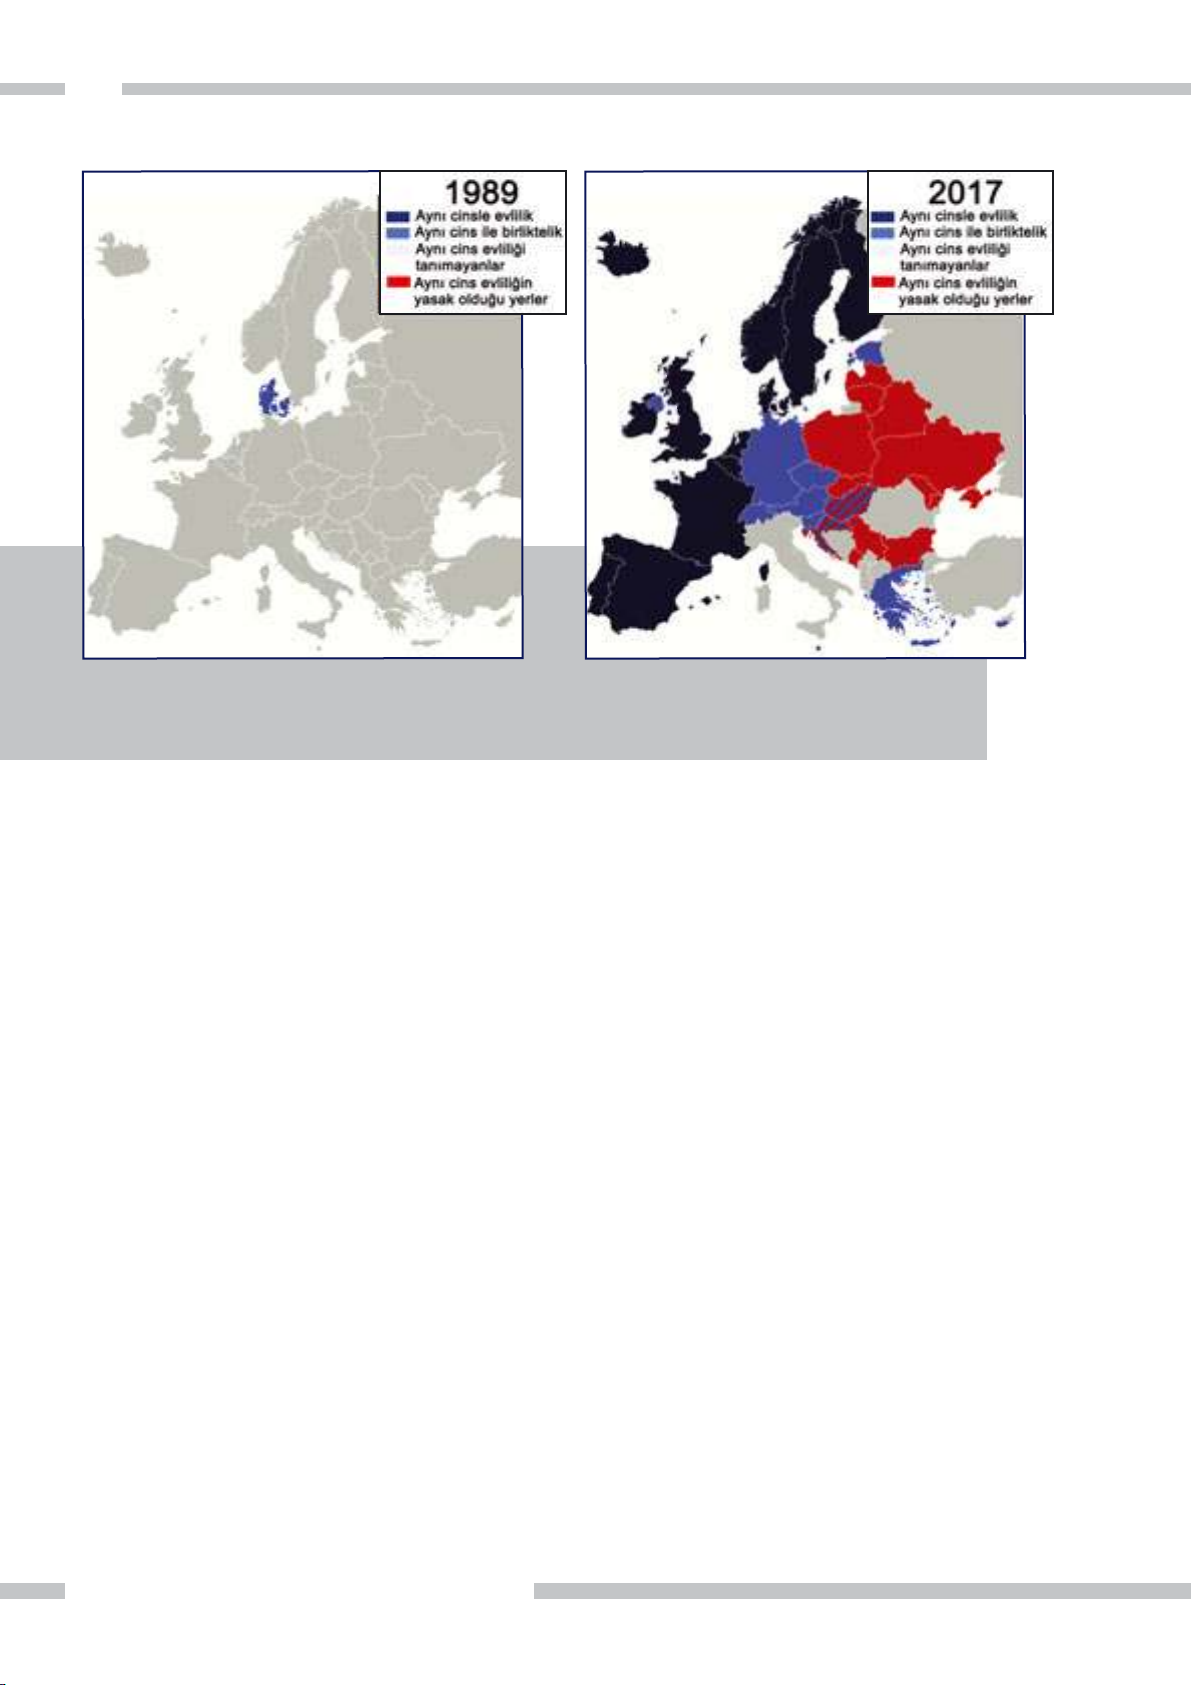 1989
Aynı cinsle evlilik
Aynı cins ile birliktelik
Aynı cins evliliği
tanımayanlar
Aynı cins evliliğin
yasak olduğu yerler
2017
Aynı cinsle evlilik
Aynı cins ile birliktelik
Aynı cins evliliği
tanımayanlar
Aynı cins evliliğin
yasak olduğu yerler